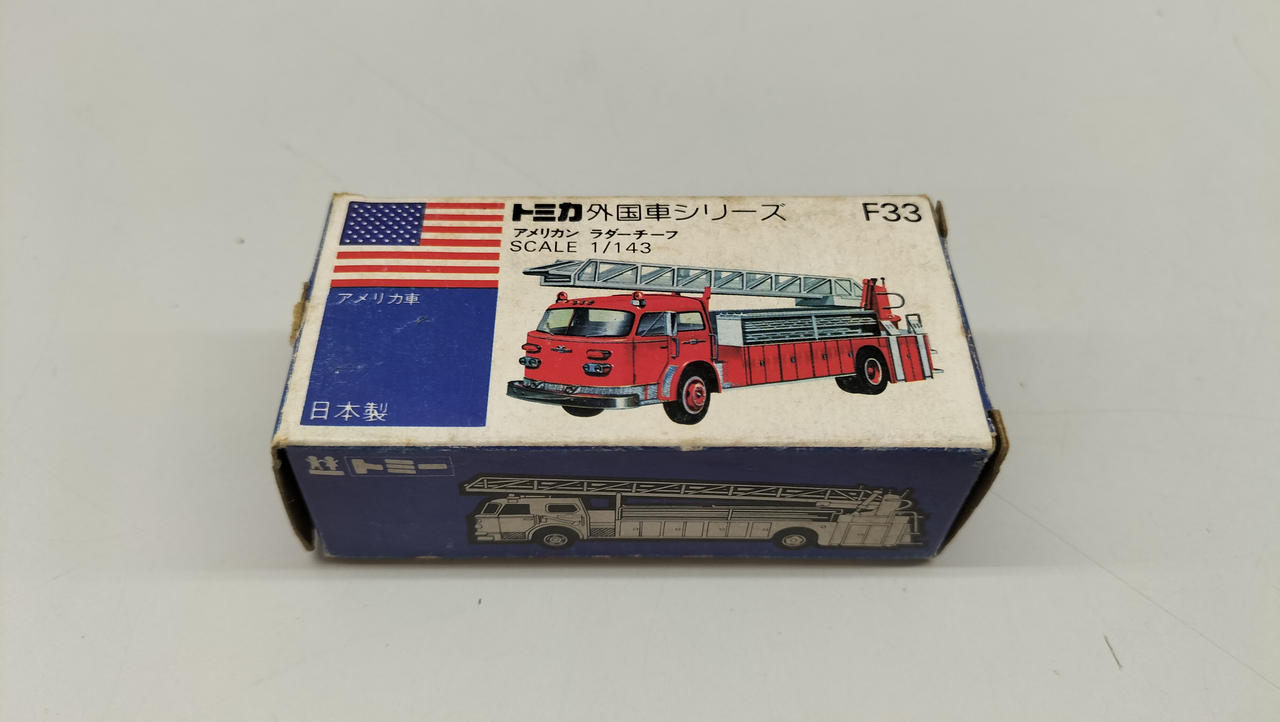 トミカ 外国車シリーズ F33
アメリカン ラダーチーフ
SCALE 1/143
アメリカ車
日本製
トミー